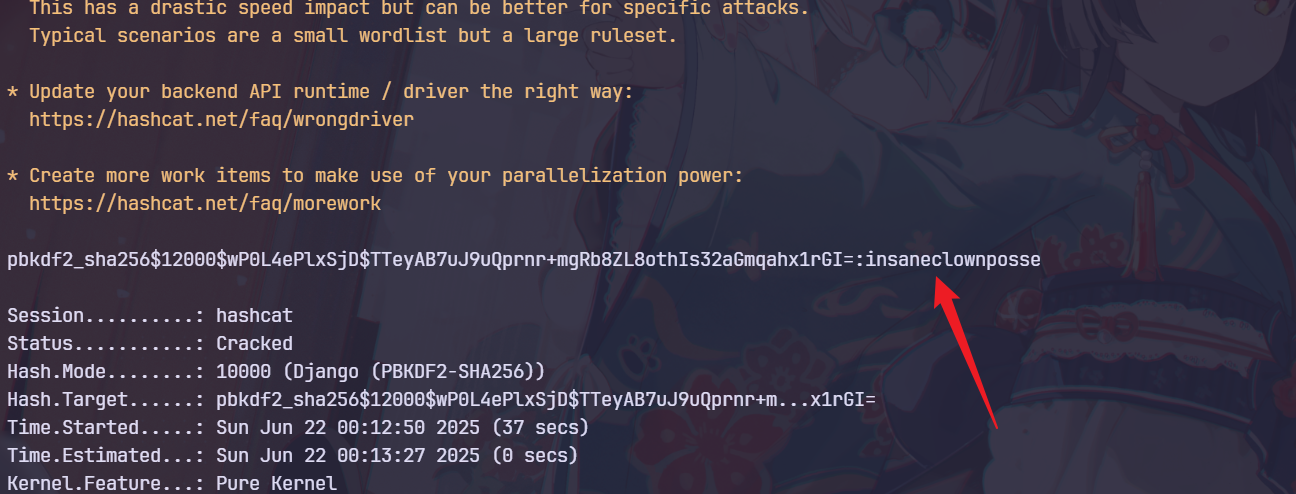 This has a drastic speed impact but can be better for specific attacks.
Typical scenarios are a small wordlist but a large ruleset.
* Update your backend API runtime / driver the right way:
https://hashcat.net/faq/wrongdriver
* Create more work items to make use of your parallelization power:
https://hashcat.net/faq/morework
pbkdf2_sha256$12000$wP0L4ePlxSjD$TTeyAB7uJ9uQprnr+mgRb8ZL8othIs32aGmqahx1rGI=:insaneclownposse
Session..........: hashcat
Status...........: Cracked
Hash.Mode........: 10000 (Django (PBKDF2-SHA256))
Hash.Target......: pbkdf2_sha256$12000$wP0L4ePlxSjD$TTeyAB7uJ9uQprnr+m...x1rGI=
Time.Started.....: Sun Jun 22 00:12:50 2025 (37 secs)
Time.Estimated...: Sun Jun 22 00:13:27 2025 (0 secs)
Kernel.Feature...: Pure Kernel